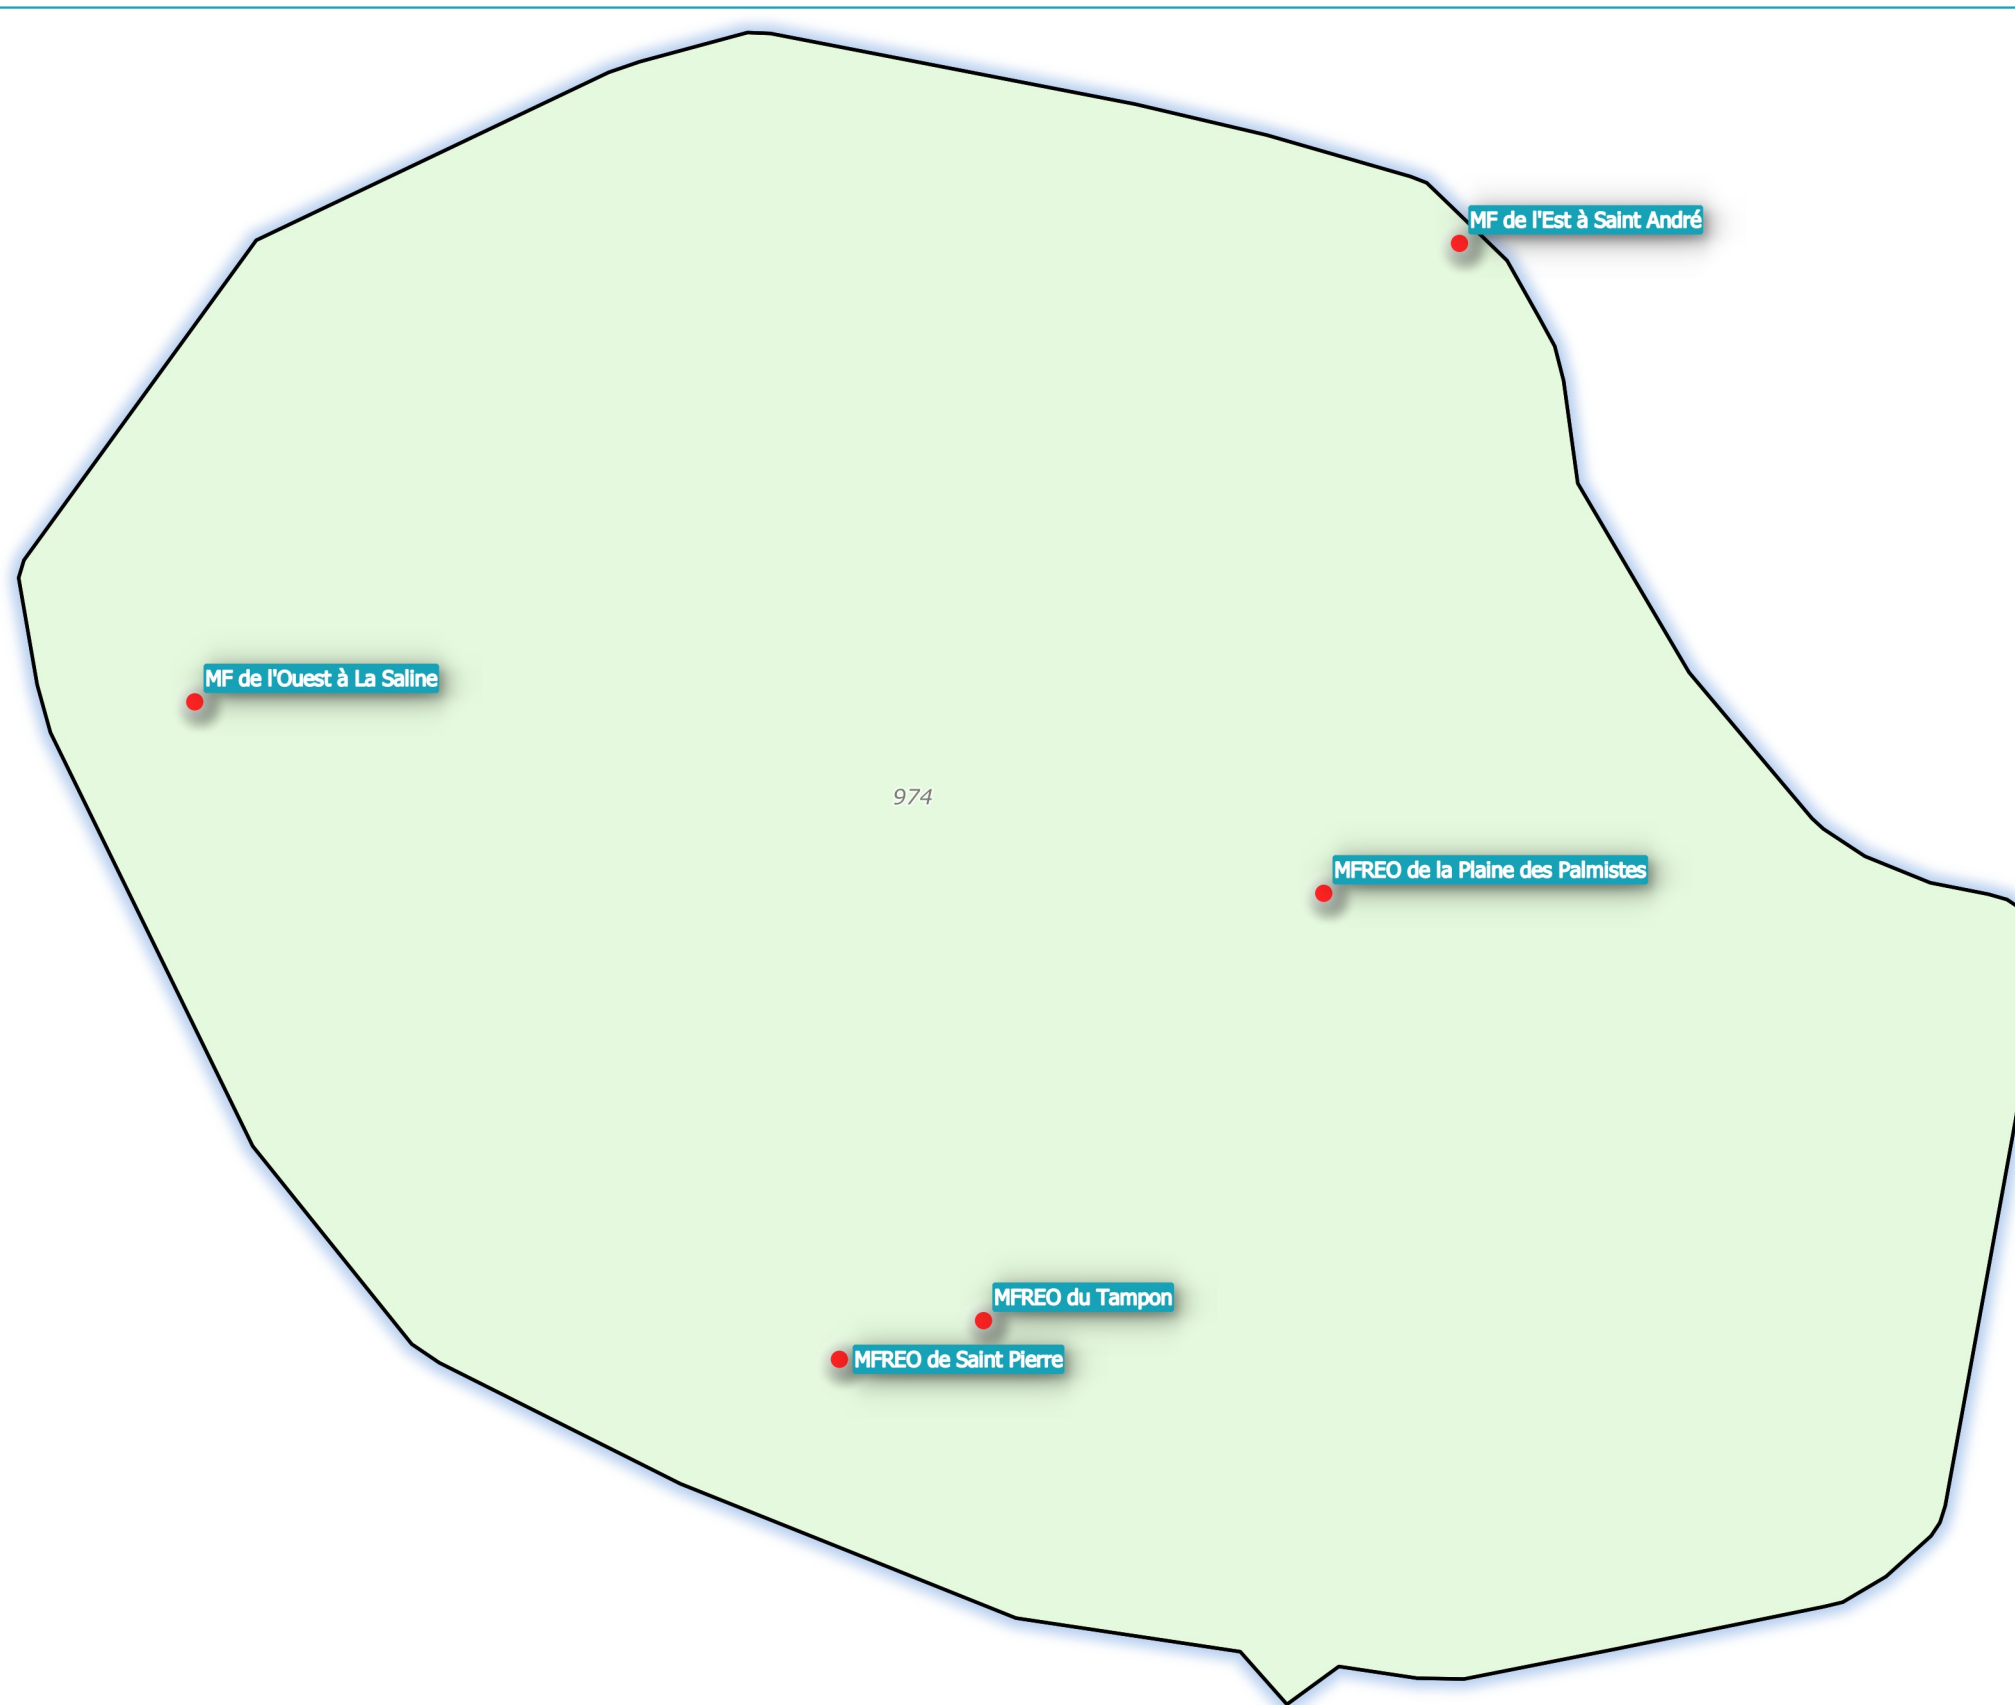 MF de l'Est à Saint André
MF de l'Ouest à La Saline
974
MFREO de la Plaine des Palmistes
MFREO du Tampon
MFREO de Saint Pierre